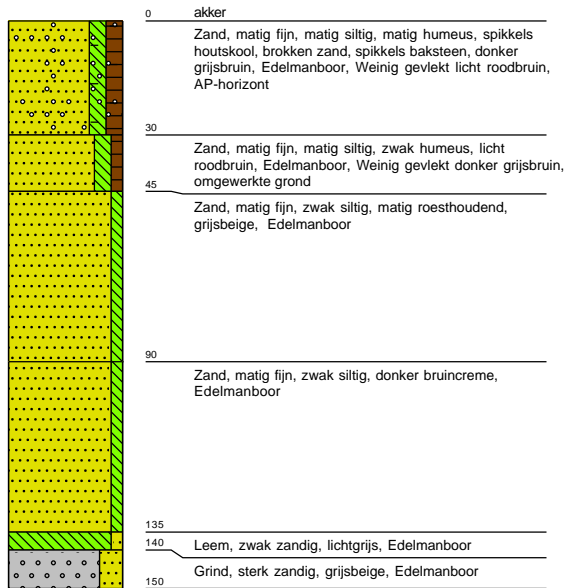 0 akker
Zand, matig fijn, matig siltig, matig humeus, spikkels
houtskool, brokken zand, spikkels baksteen, donker
grijsbruin, Edelmanboor, Weinig gevlekt licht roodbruin,
AP-horizont
30
Zand, matig fijn, matig siltig, zwak humeus, licht
roodbruin, Edelmanboor, Weinig gevlekt donker grijsbruin,
omgewerkte grond
45
Zand, matig fijn, zwak siltig, matig roesthoudend,
grijsbeige, Edelmanboor
90
Zand, matig fijn, zwak siltig, donker bruincreme,
Edelmanboor
135
Leem, zwak zandig, lichtgrijs, Edelmanboor
140
Grind, sterk zandig, grijsbeige, Edelmanboor
150